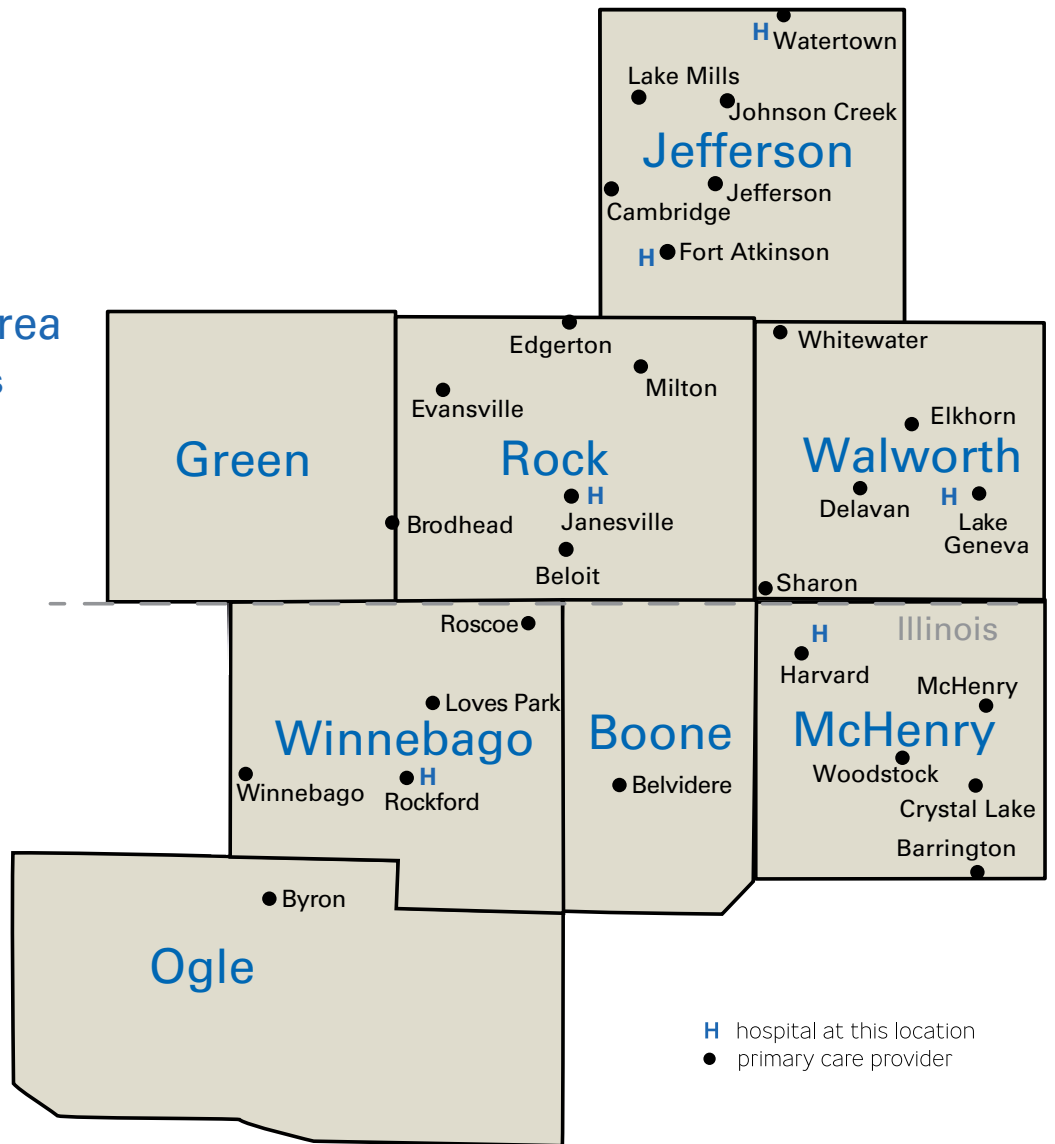 H
Watertown
Lake Mills
Johnson Creek
Jefferson
Jefferson
Cambridge
H
Fort Atkinson
rea
s
Edgerton
Whitewater
Milton
Evansville
Elkhorn
Green
Rock
Walworth
Delavan
H
H
Lake
Geneva
Brodhead
Janesville
Beloit
Sharon
Roscoe
H
Illinois
Harvard
McHenry
Loves Park
Winnebago
Boone
McHenry
Woodstock
Winnebago
H
Rockford
Belvidere
Crystal Lake
Barrington
Byron
Ogle
H hospital at this location
● primary care provider